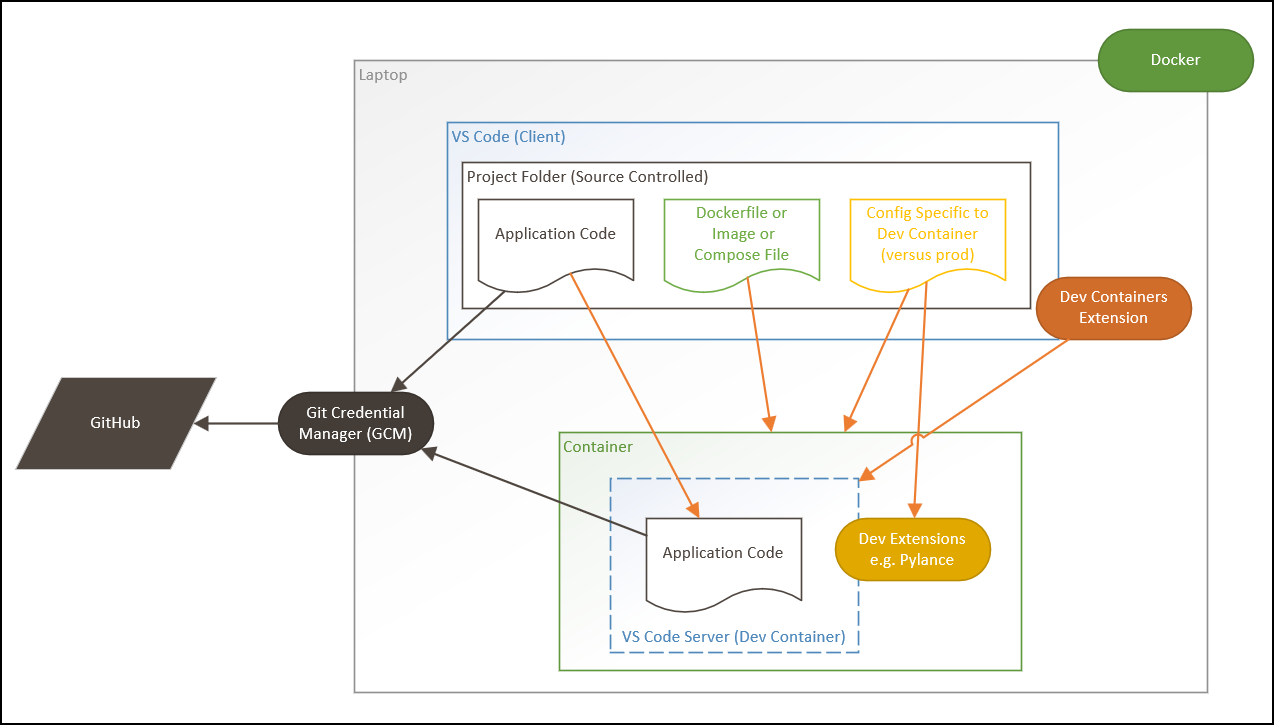 Docker
Laptop
VS Code (Client)
Project Folder (Source Controlled)
Application Code
Dockerfile or
Image or
Compose File
Config Specific to
Dev Container
(versus prod)
Dev Containers
Extension
GitHub
Git Credential
Manager (GCM)
Container
Application Code
Dev Extensions
e.g. Pylance
VS Code Server (Dev Container)